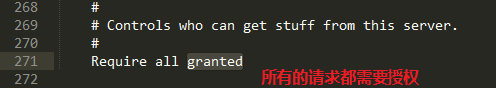 268 #
269 # Controls who can get stuff from this server.
270 #
271 Require all granted
272
所有的请求都需要授权